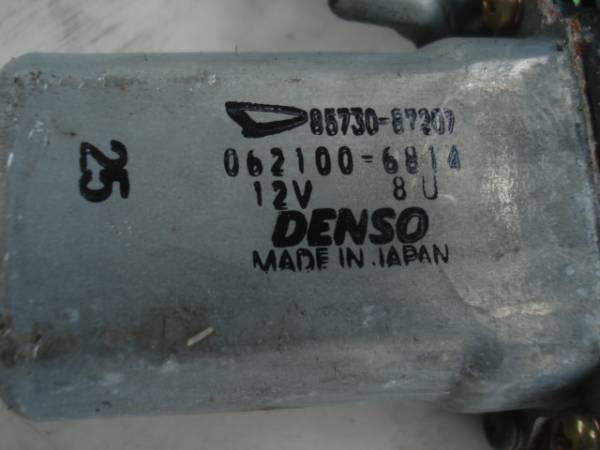 85730-87207
062100-6814
12V 8U
DENSO
MADE IN JAPAN
25